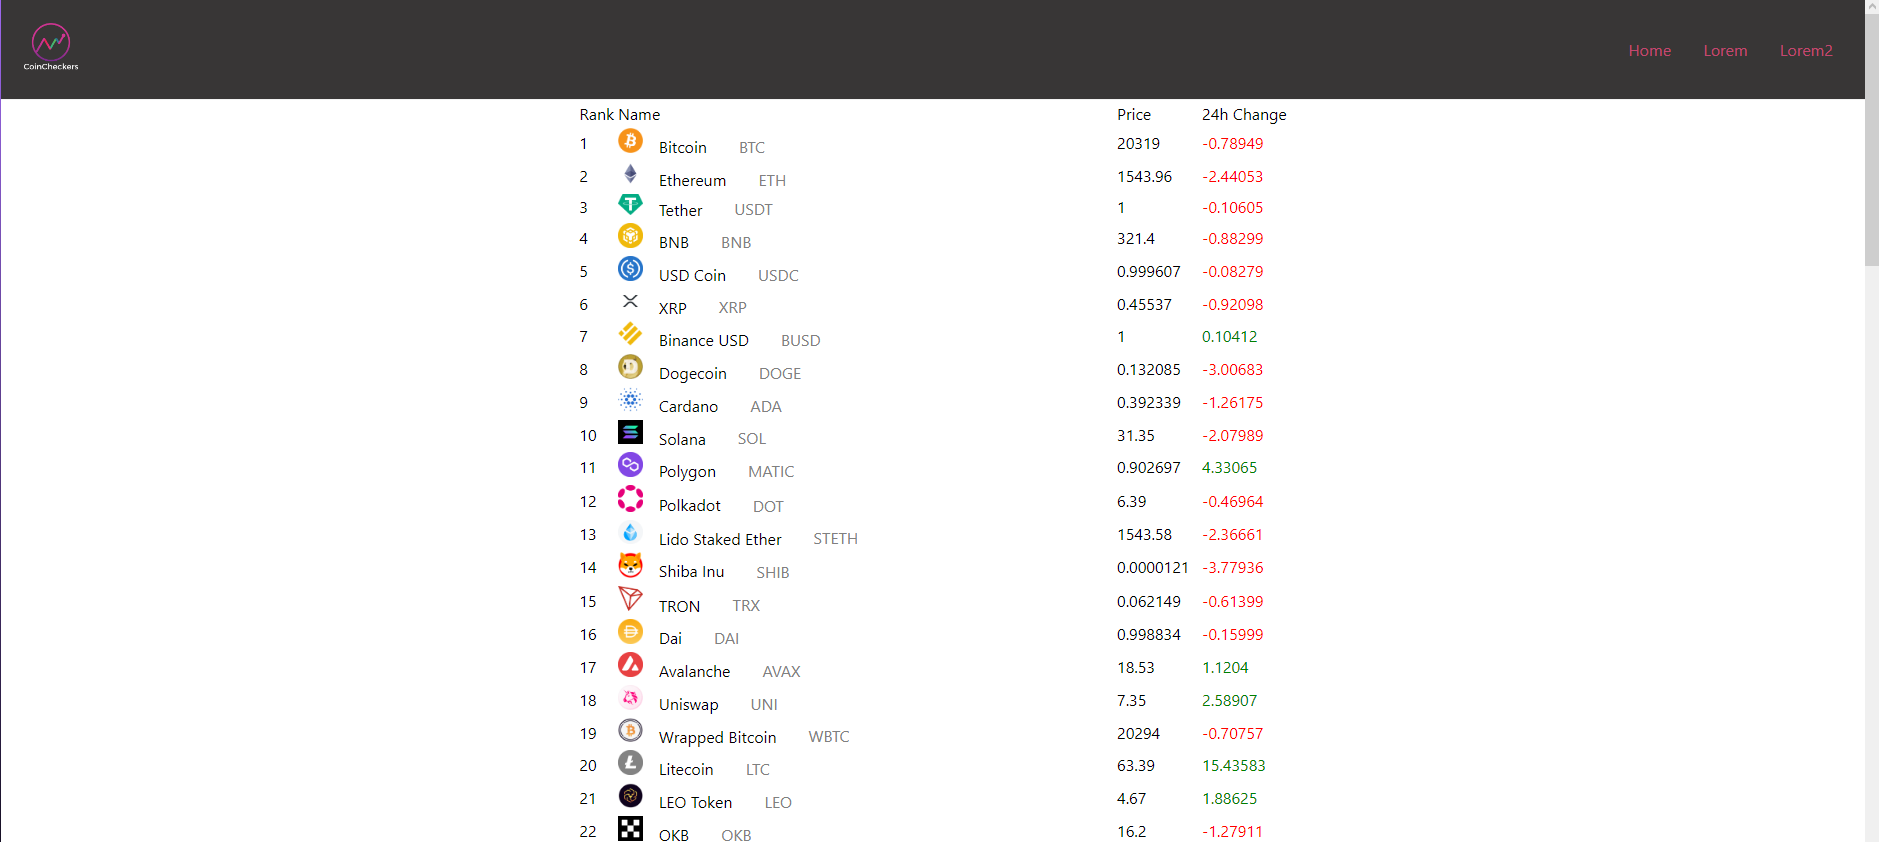 CoinCheckers
Home Lorem Lorem2
Rank Name Price 24h Change
1 Bitcoin BTC 20319 -0.78949
2 Ethereum ETH 1543.96 -2.44053
3 Tether USDT 1 -0.10605
4 BNB BNB 321.4 -0.88299
5 USD Coin USDC 0.999607 -0.08279
6 XRP XRP 0.45537 -0.92098
7 Binance USD BUSD 1 0.10412
8 Dogecoin DOGE 0.132085 -3.00683
9 Cardano ADA 0.392339 -1.26175
10 Solana SOL 31.35 -2.07989
11 Polygon MATIC 0.902697 4.33065
12 Polkadot DOT 6.39 -0.46964
13 Lido Staked Ether STETH 1543.58 -2.36661
14 Shiba Inu SHIB 0.0000121 -3.77936
15 TRON TRX 0.062149 -0.61399
16 Dai DAI 0.998834 -0.15999
17 Avalanche AVAX 18.53 1.1204
18 Uniswap UNI 7.35 2.58907
19 Wrapped Bitcoin WBTC 20294 -0.70757
20 Litecoin LTC 63.39 15.43583
21 LEO Token LEO 4.67 1.88625
22 OKB OKB 16.2 -1.27911